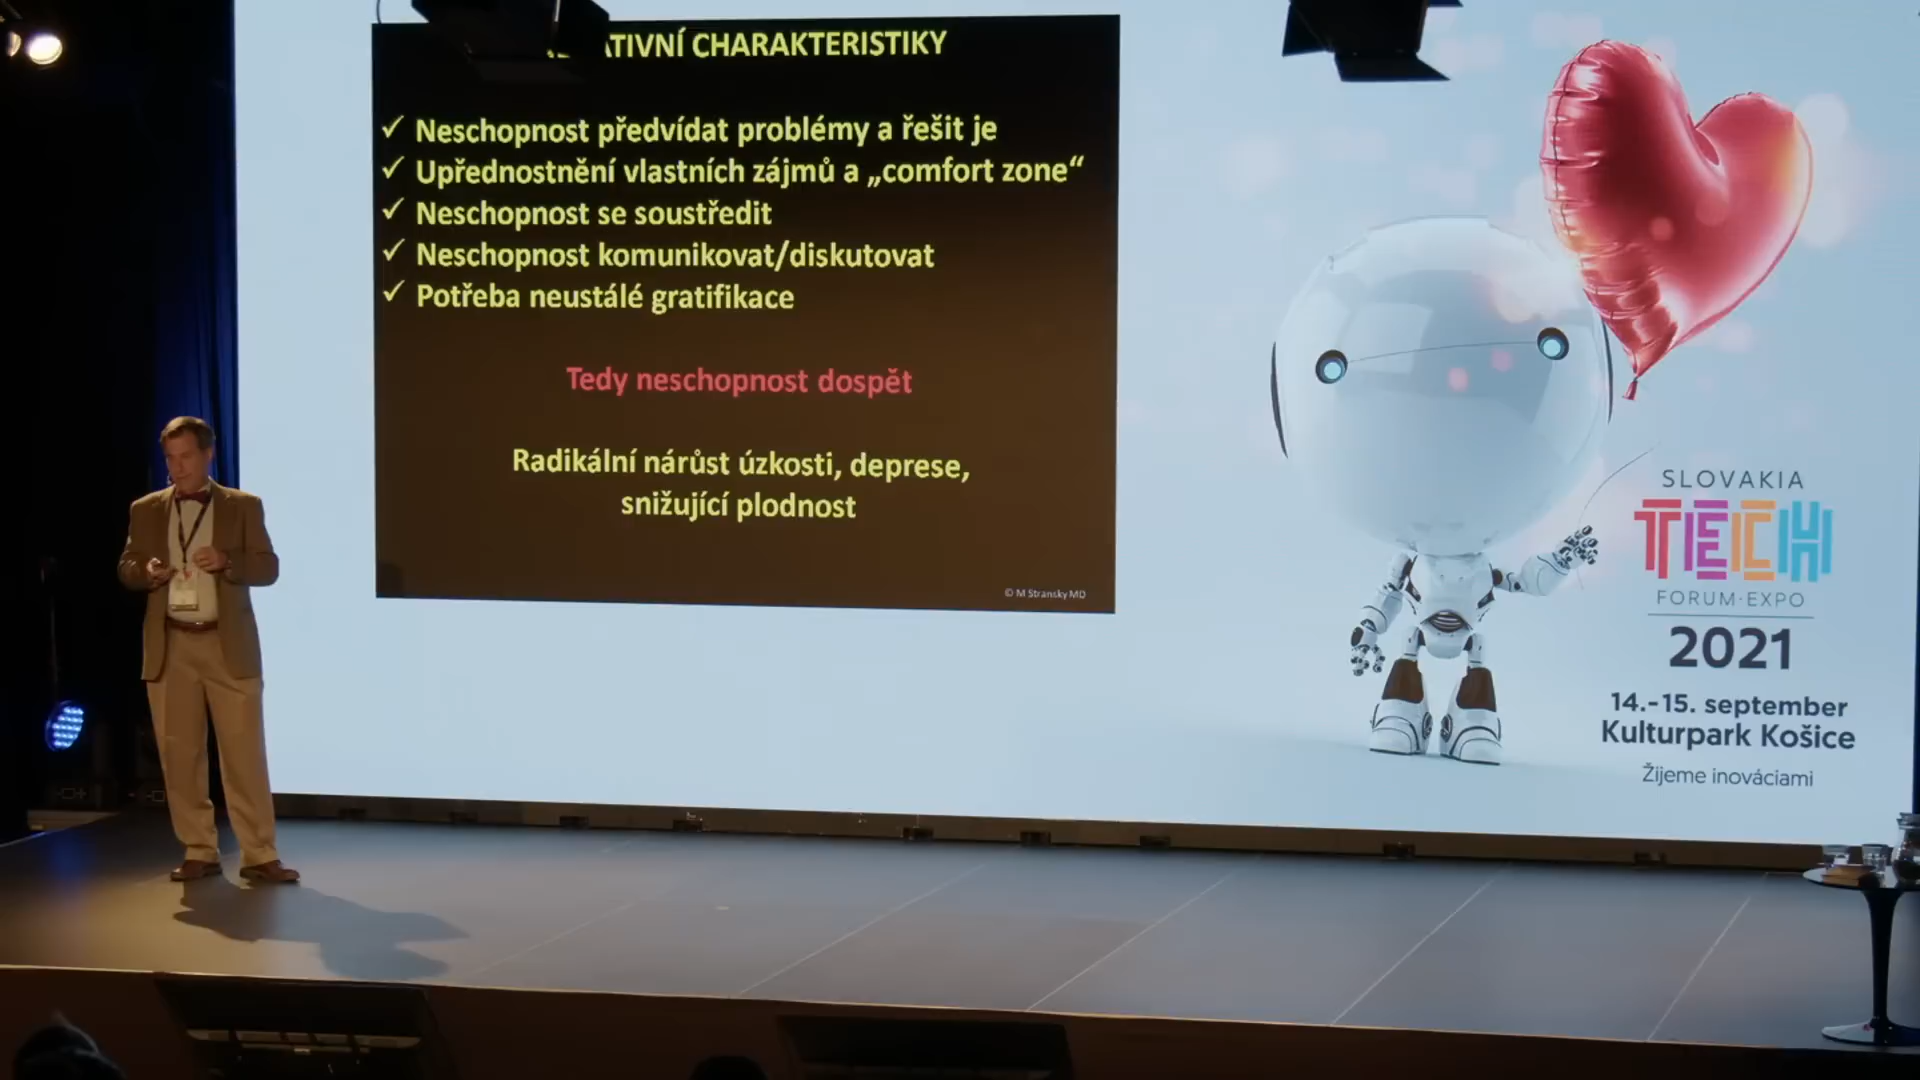 CHARAKTERISTIKY
✓ Neschopnost předvídat problémy a řešit je
✓ Upřednostnění vlastních zájmů a „comfort zone“
✓ Neschopnost se soustředit
✓ Neschopnost komunikovat/diskutovat
✓ Potřeba neustálé gratifikace
Tedy neschopnost dospět
Radikální nárůst úzkosti, deprese,
snižující plodnost
© M Stransky MD
SLOVAKIA
TECH
FORUM·EXPO
2021
14.-15. september
Kulturpark Košice
Žijeme inováciami